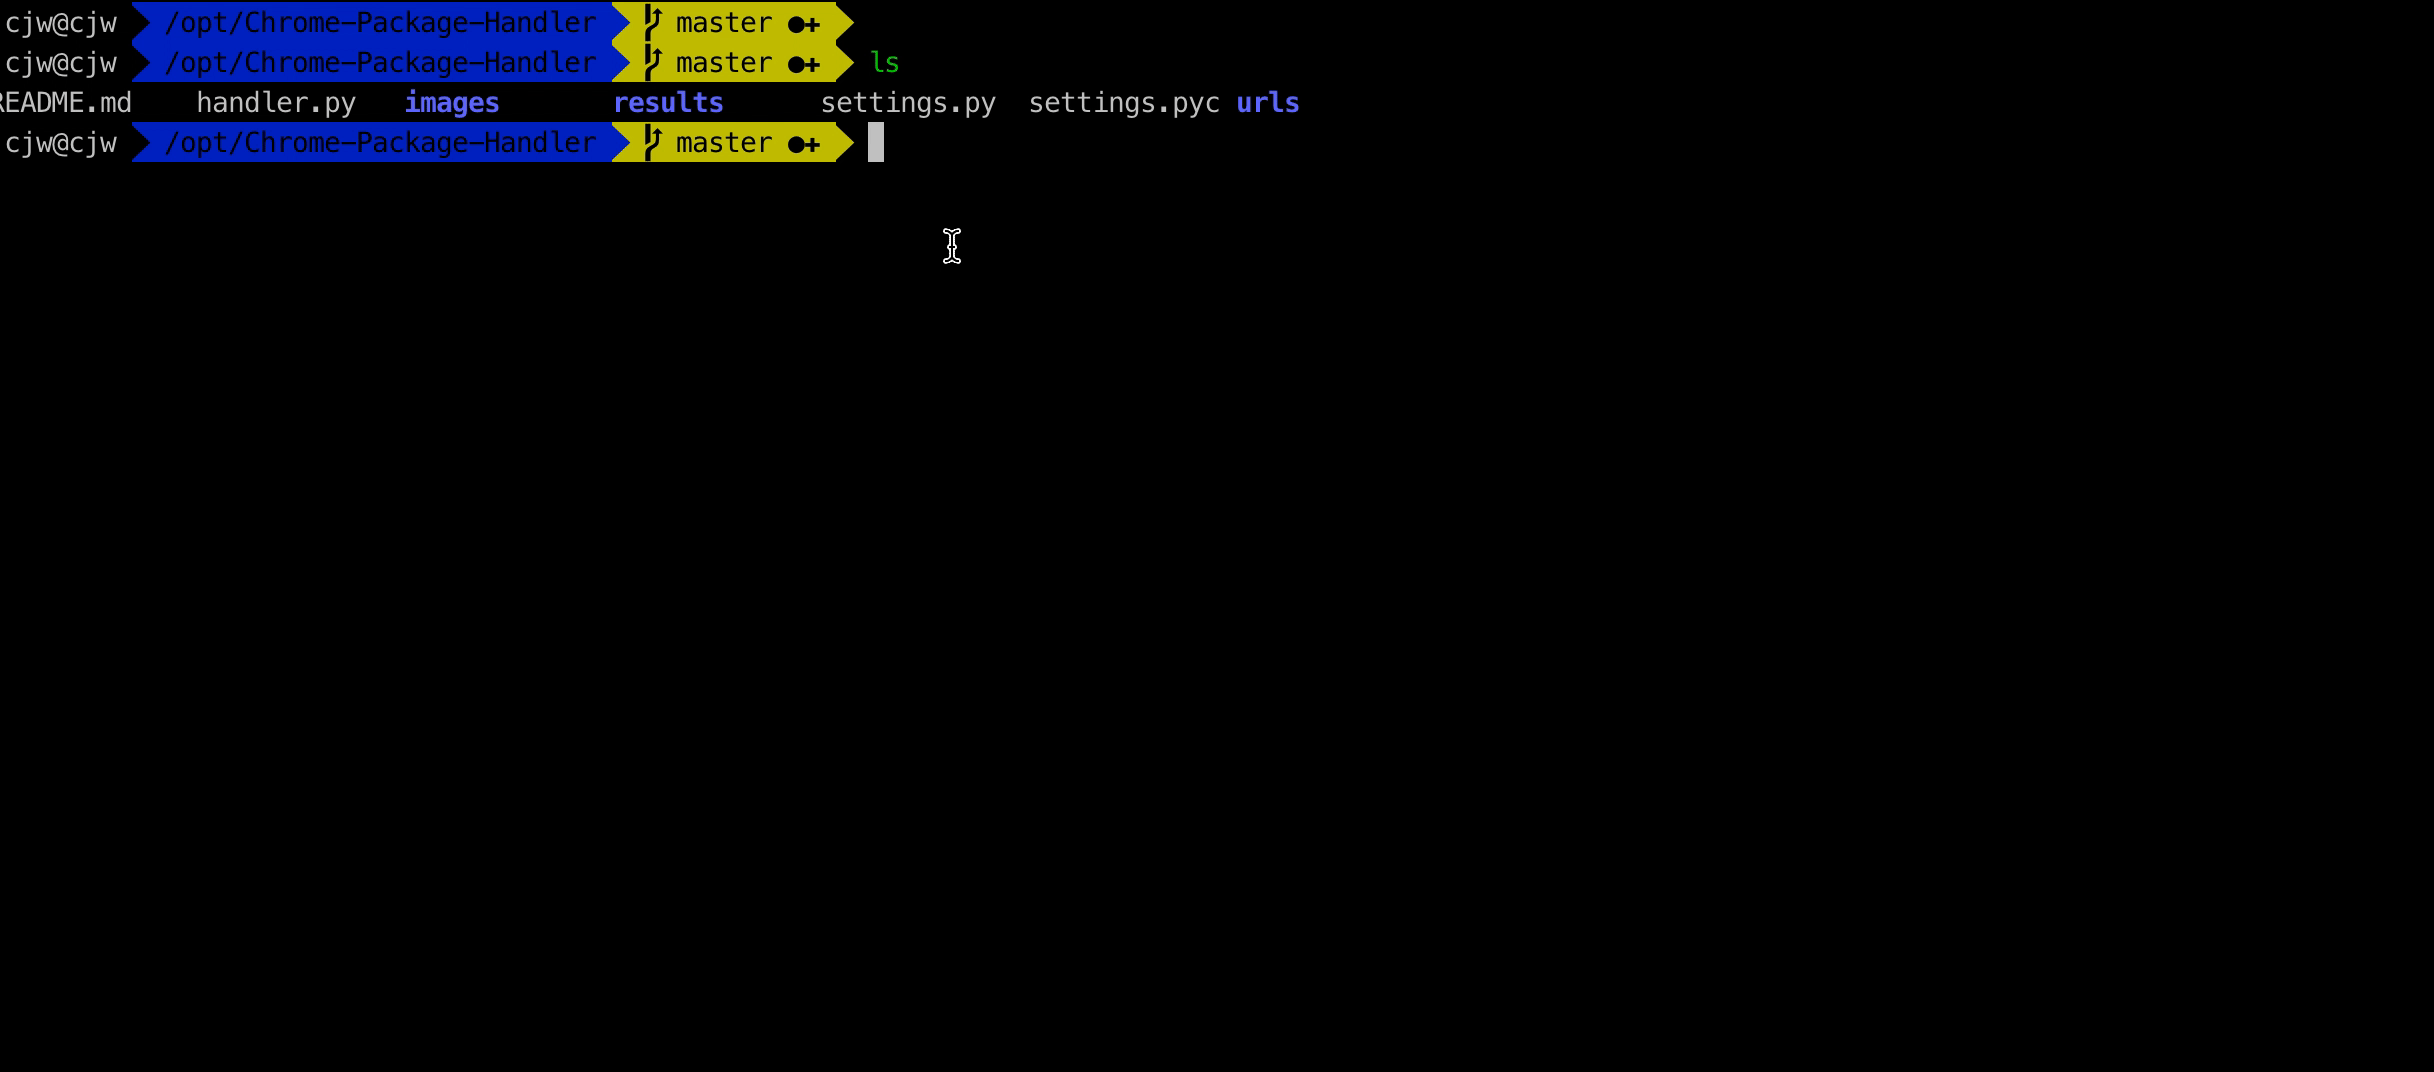 cjw@cjw /opt/Chrome-Package-Handler master ●+
cjw@cjw /opt/Chrome-Package-Handler master ●+ ls
README.md handler.py images results settings.py settings.pyc urls
cjw@cjw /opt/Chrome-Package-Handler master ●+